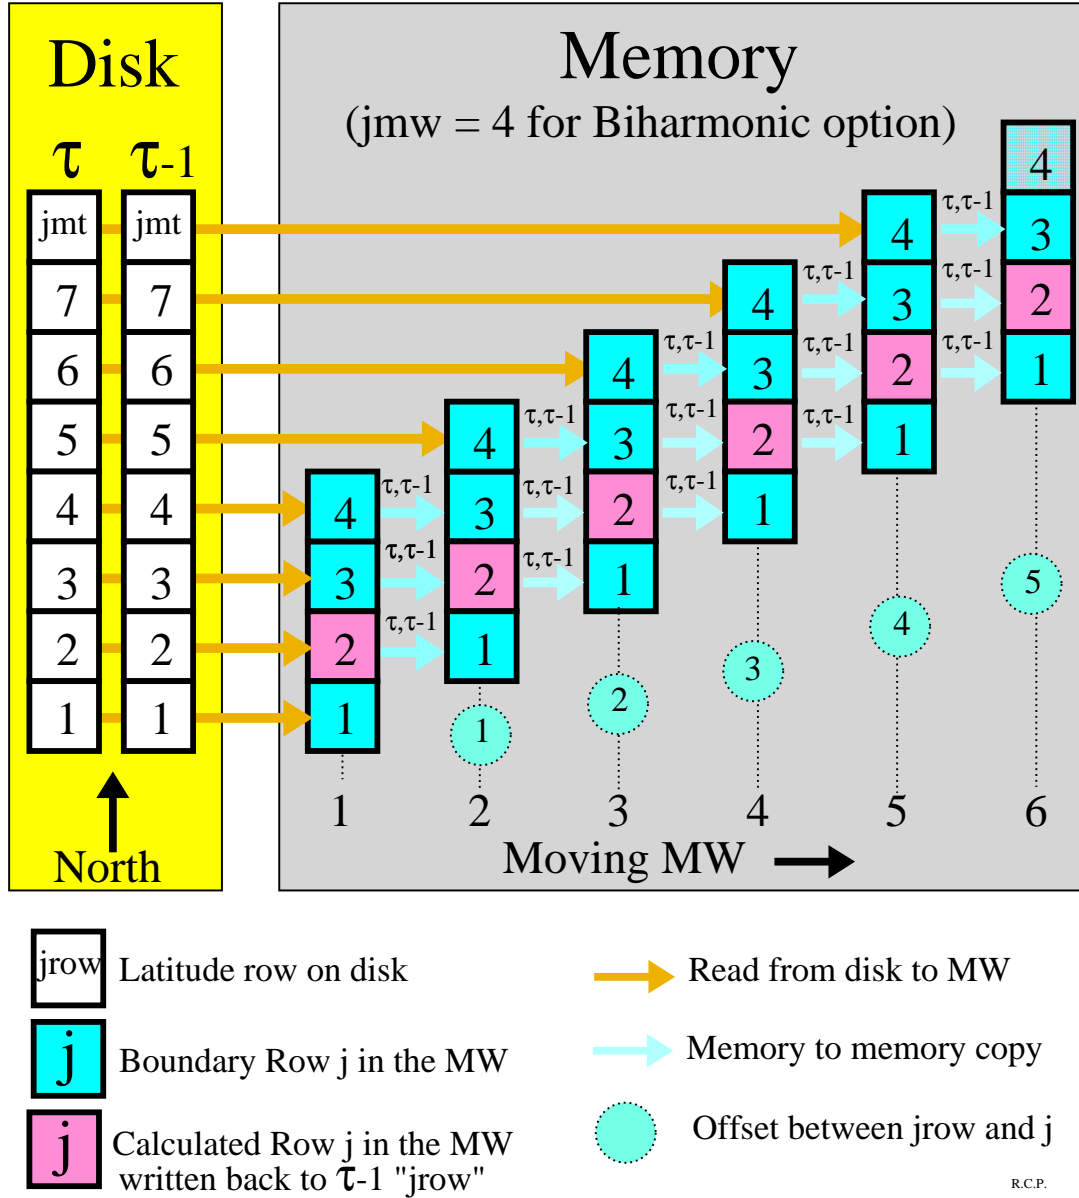 Disk
Memory
(jmw = 4 for Biharmonic option)
τ τ-1
4
jmt jmt 4 τ,τ-1 3
7 7 4 τ,τ-1 3 τ,τ-1 2
6 6 4 τ,τ-1 3 τ,τ-1 2 τ,τ-1 1
5 5 4 τ,τ-1 3 τ,τ-1 2 τ,τ-1 1
4 4 4 τ,τ-1 3 τ,τ-1 2 τ,τ-1 1
3 3 3 τ,τ-1 2 τ,τ-1 1
2 2 2 τ,τ-1 1
1 1 1
1 2 3 4 5
1 2 3 4 5 6
North
Moving MW
jrow Latitude row on disk
Read from disk to MW
j Boundary Row j in the MW
Memory to memory copy
j Calculated Row j in the MW
written back to τ-1 "jrow"
Offset between jrow and j
R.C.P.